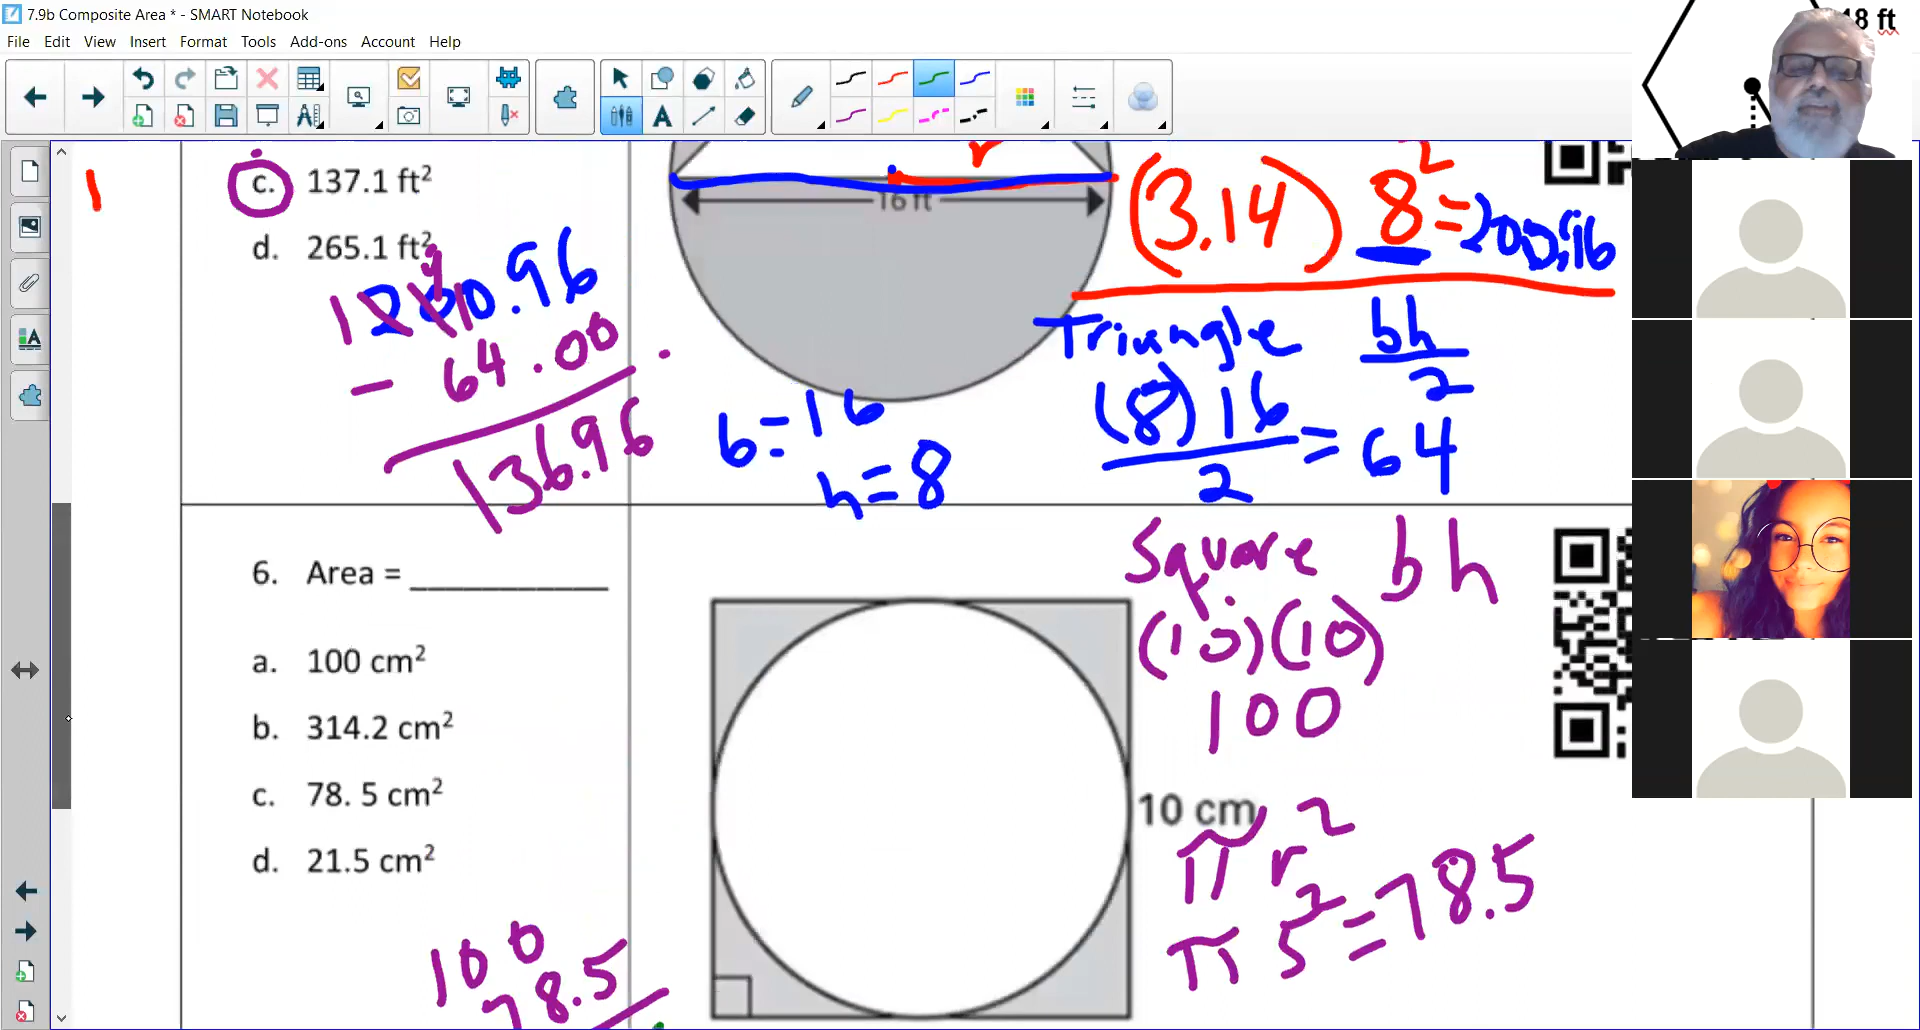 7.9b Composite Area * - SMART Notebook
File Edit View Insert Format Tools Add-ons Account Help
18 ft
1
c. 137.1 ft²
d. 265.1 ft²
16 ft
r
(3.14) 8² = 200.96
200.96
- 64.00
136.96
b=16
h=8
Triangle bh/2
(8)16/2 = 64
6. Area = ____________
a. 100 cm²
b. 314.2 cm²
c. 78. 5 cm²
d. 21.5 cm²
Square bh
(10)(10)
100
10 cm
π r²
π 5² = 78.5
100
78.5